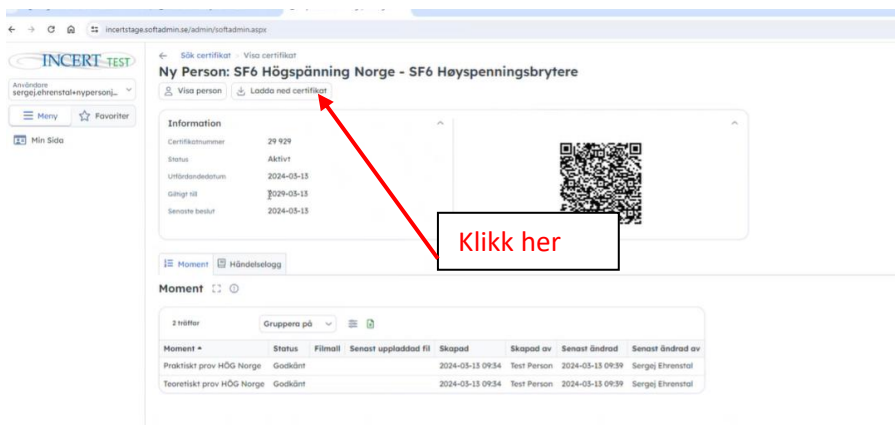 incertstage.softadmin.se/admin/softadmin.aspx
INCERT TEST
Användare
sergej.ehrenstal+nypersonj...
Meny Favoriter
Min Sida
← Sök certifikat Visa certifikat
Ny Person: SF6 Högspänning Norge - SF6 Høyspenningsbrytere
Visa person Ladda ned certifikat
Information
Certifikatnummer 29 929
Status Aktivt
Utfärdandedatum 2024-03-13
Giltigt till 2029-03-13
Senaste beslut 2024-03-13
Klikk her
Moment Händelselogg
Moment
2 träffar Gruppera på
Moment Status Filmall Senast uppladdad fil Skapad Skapad av Senast ändrad Senast ändrad av
Praktiskt prov HÖG Norge Godkänt 2024-03-13 09:34 Test Person 2024-03-13 09:39 Sergej Ehrenstal
Teoretiskt prov HÖG Norge Godkänt 2024-03-13 09:34 Test Person 2024-03-13 09:39 Sergej Ehrenstal